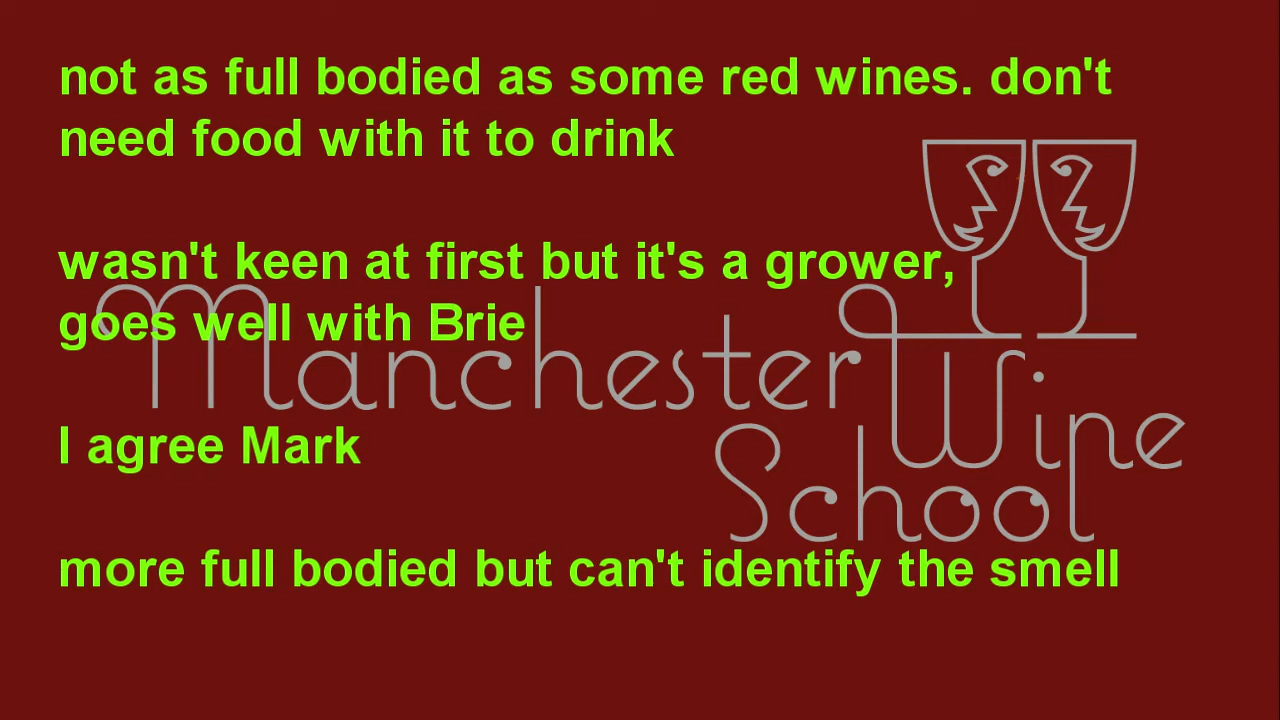 not as full bodied as some red wines. don't
need food with it to drink
wasn't keen at first but it's a grower,
goes well with Brie
Manchester
Wine
School
I agree Mark
more full bodied but can't identify the smell